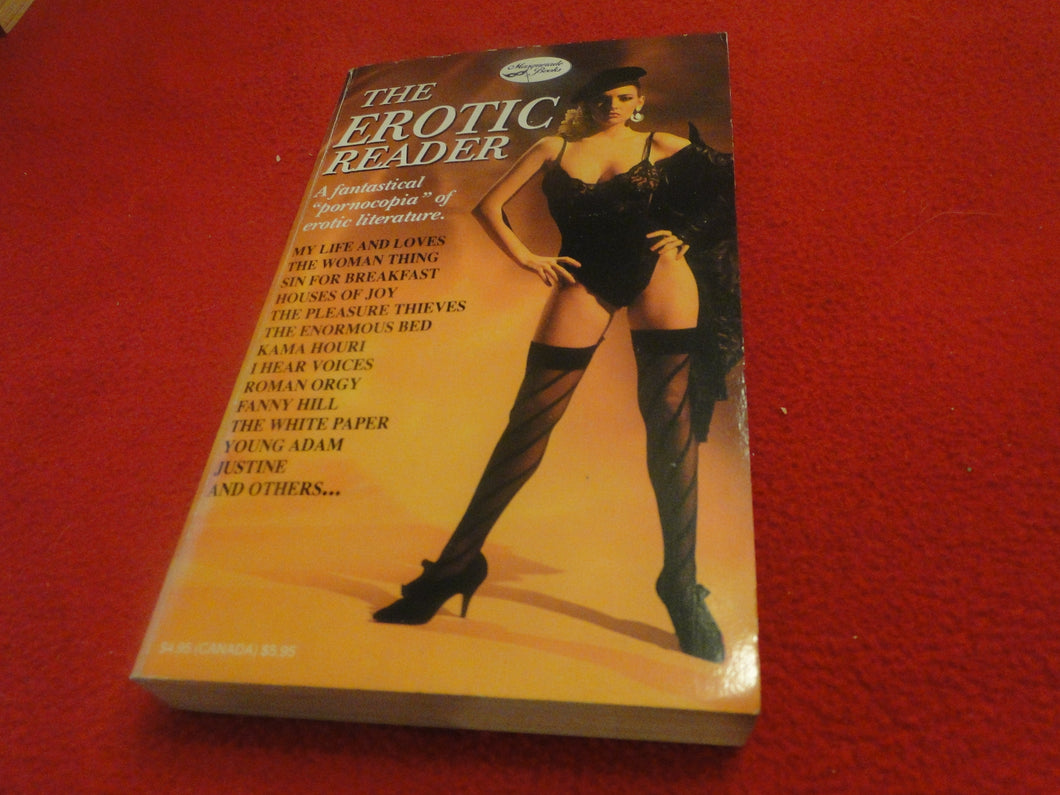 Masquerade
Books
THE
EROTIC
READER
A fantastical
"pornocopia" of
erotic literature.
MY LIFE AND LOVES
THE WOMAN THING
SIN FOR BREAKFAST
HOUSES OF JOY
THE PLEASURE THIEVES
THE ENORMOUS BED
KAMA HOURI
I HEAR VOICES
ROMAN ORGY
FANNY HILL
THE WHITE PAPER
YOUNG ADAM
JUSTINE
AND OTHERS...
$4.95 (CANADA) $5.95